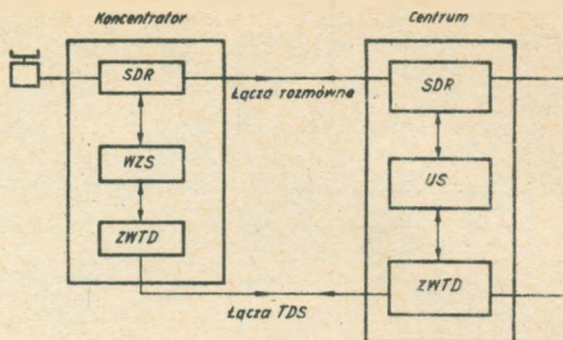 Koncentrator
Centrum
SDR
SDR
Łącza rozmówne
WZS
US
ZWTD
ZWTD
Łącza TDS